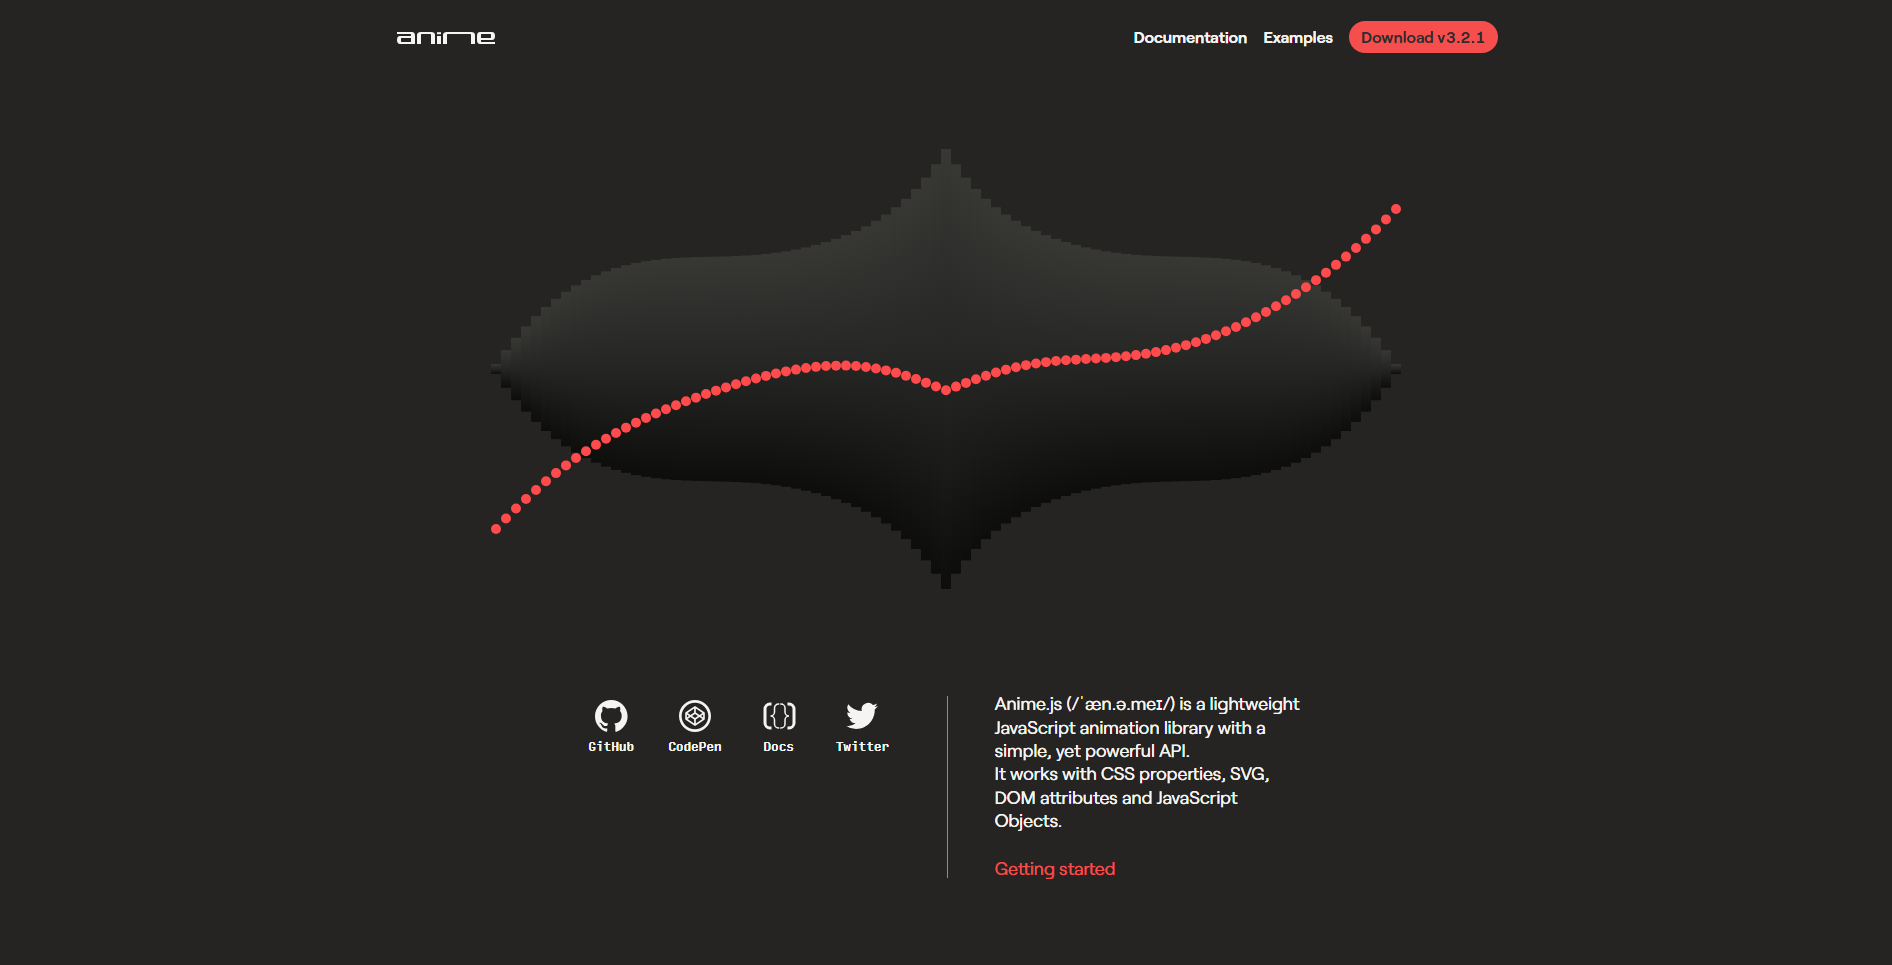 anime
Documentation Examples Download v3.2.1
GitHub CodePen Docs Twitter
Anime.js (/ˈæn.ə.meɪ/) is a lightweight
JavaScript animation library with a
simple, yet powerful API.
It works with CSS properties, SVG,
DOM attributes and JavaScript
Objects.
Getting started